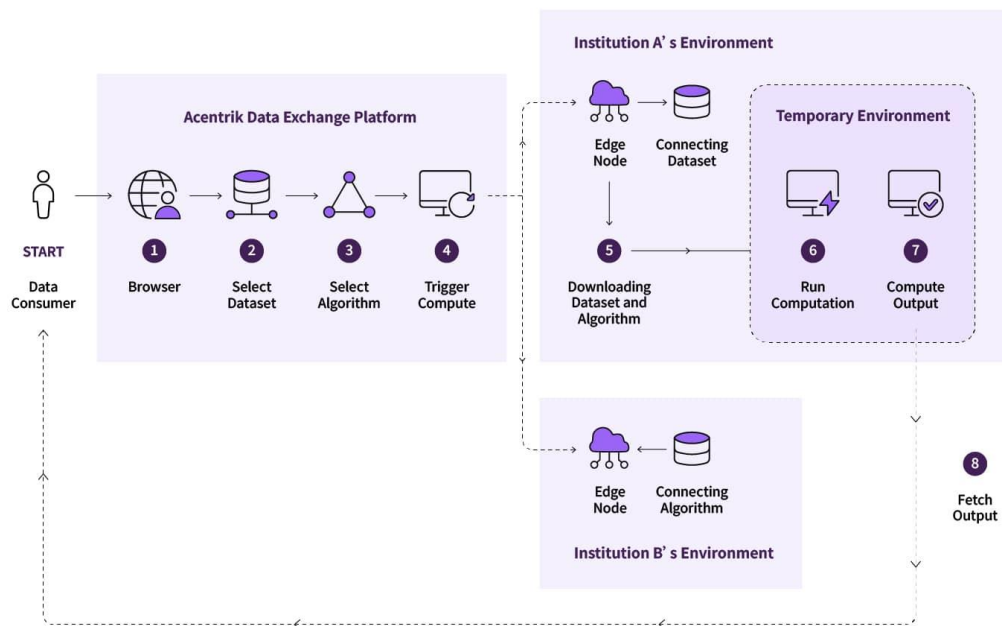 Institution A's Environment
Acentrik Data Exchange Platform
Temporary Environment
Edge
Node
Connecting
Dataset
START
Data
Consumer
1
Browser
2
Select
Dataset
3
Select
Algorithm
4
Trigger
Compute
5
Downloading
Dataset and
Algorithm
6
Run
Computation
7
Compute
Output
Edge
Node
Connecting
Algorithm
Institution B's Environment
8
Fetch
Output